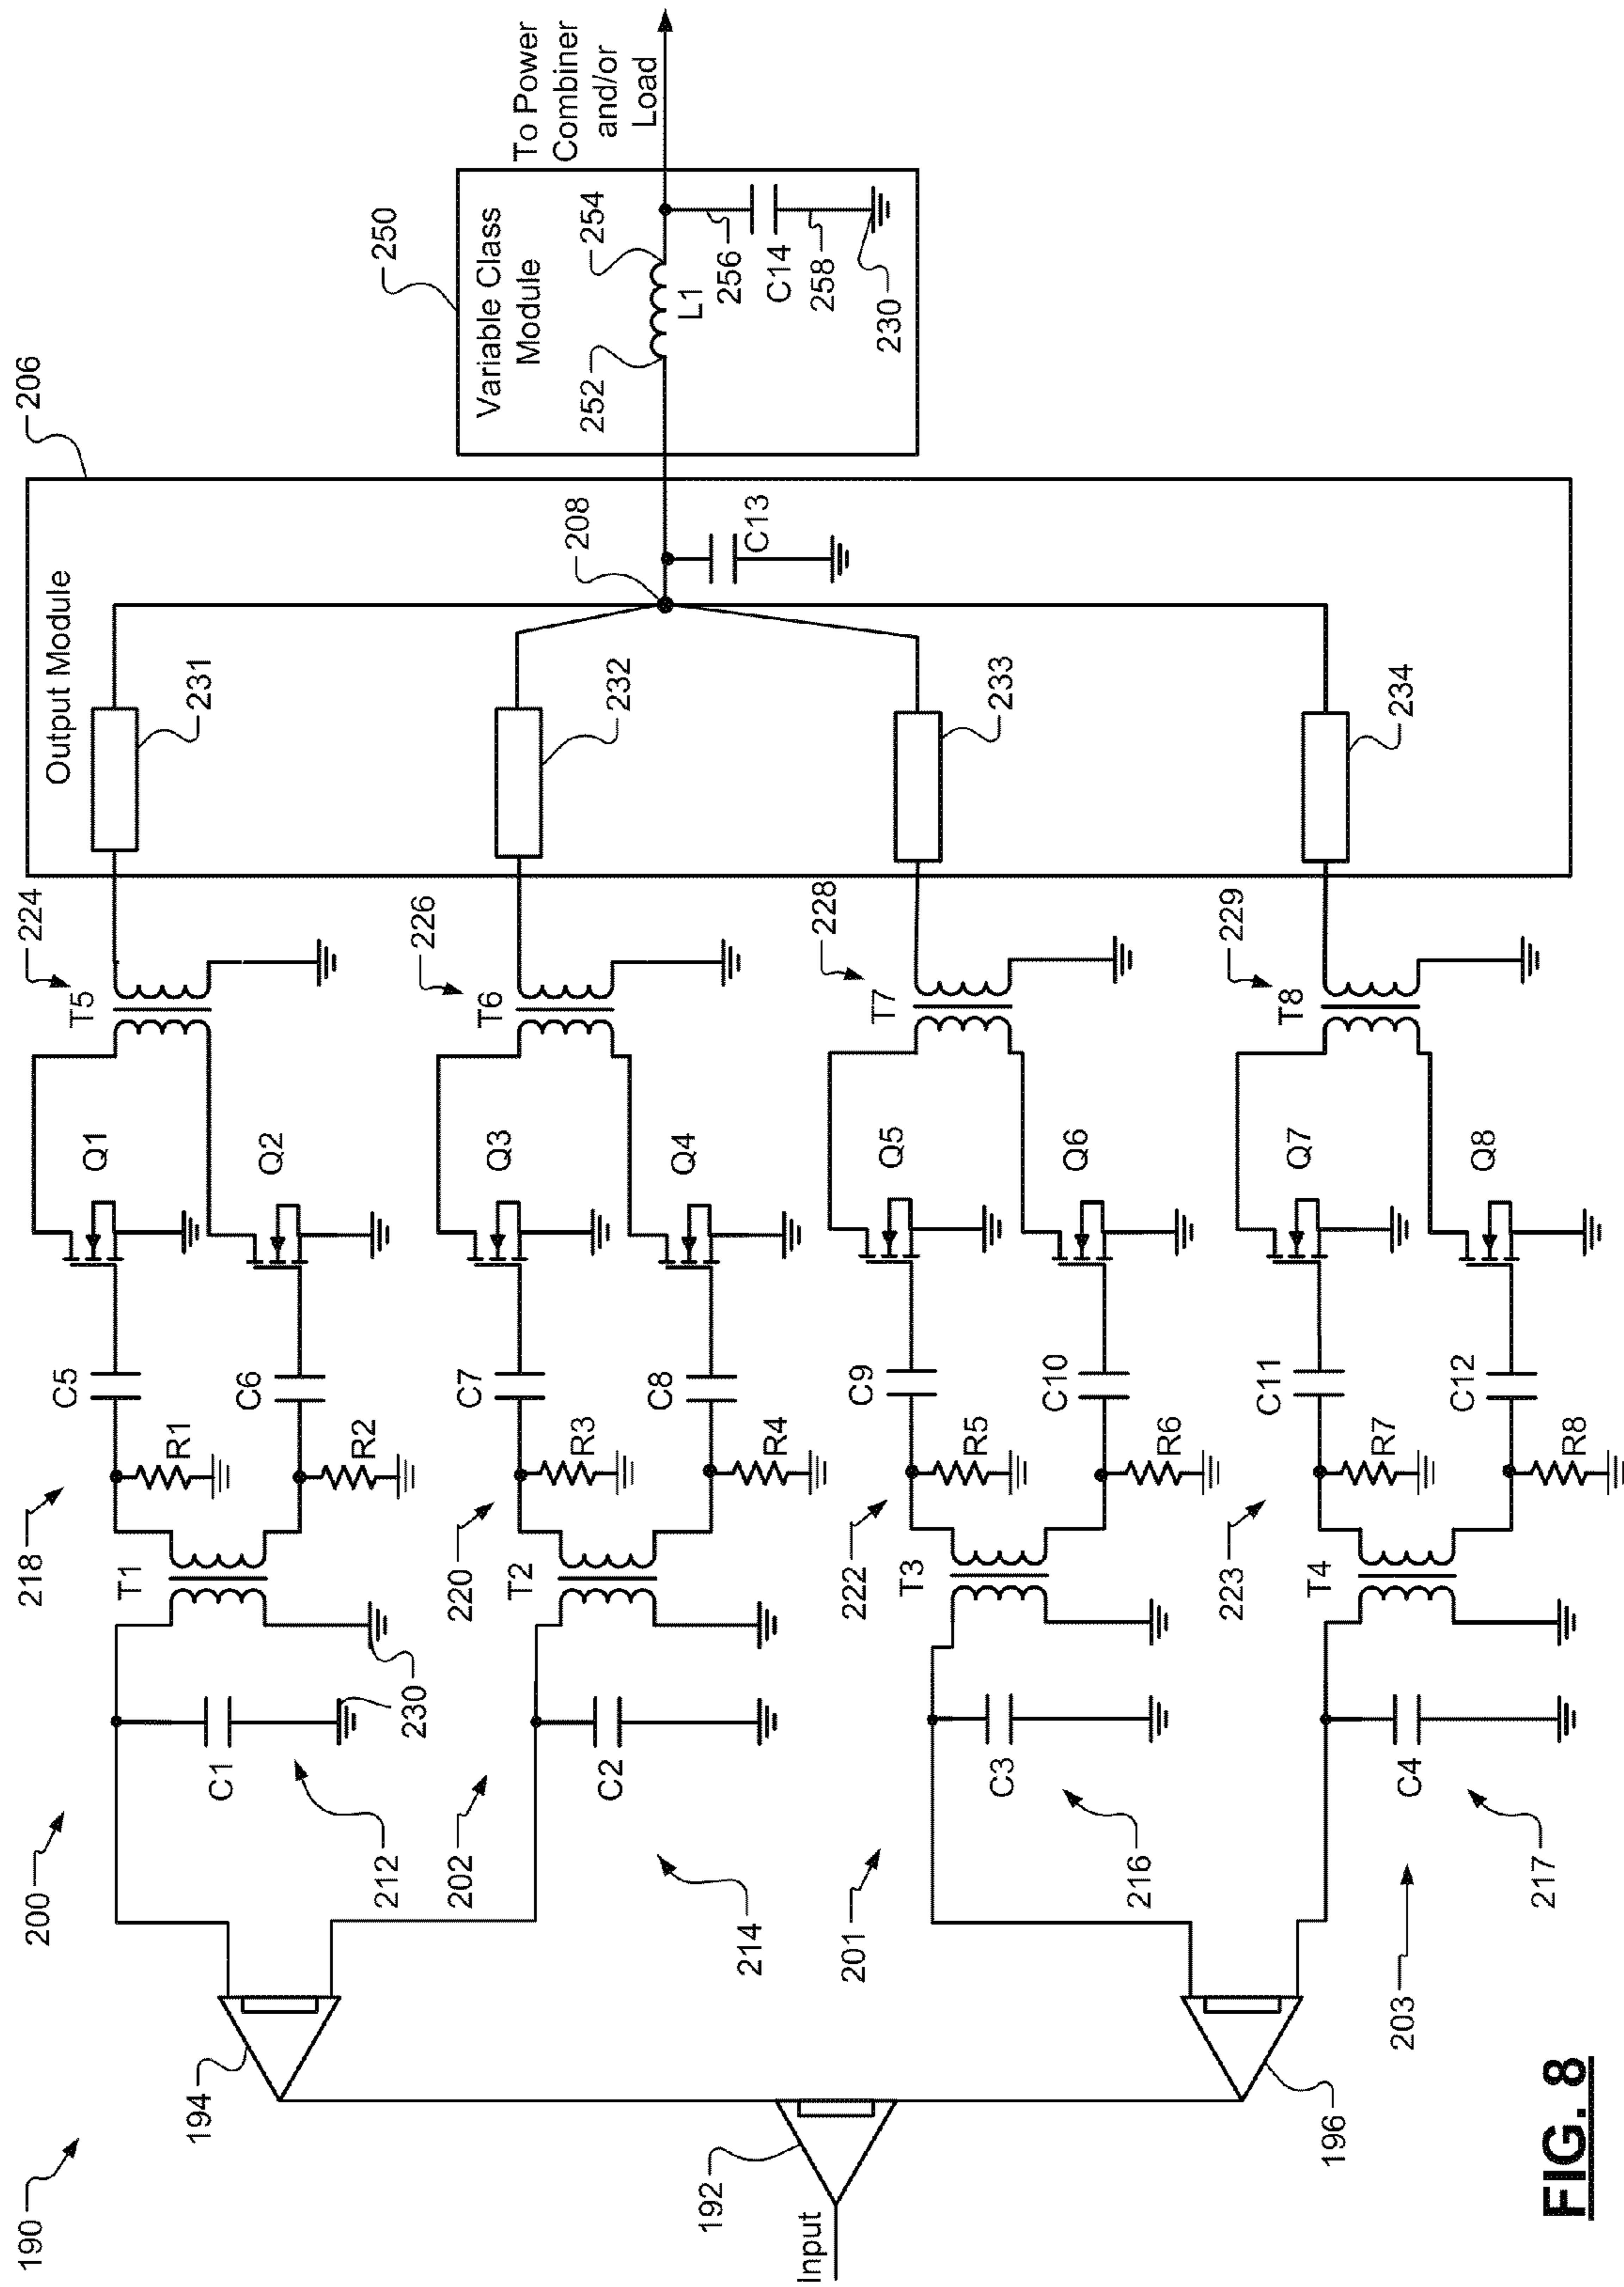 190
200
218
224
206
T5
Output Module
T1
C5
Q1
231
R1
C1
212
230
194
C6
Q2
R2
250
Variable Class
Module
To Power
Combiner
and/or
Load
202
220
226
T6
T2
C7
Q3
232
208
R3
C2
214
C8
Q4
R4
C13
252
254
L1
256
C14
258
230
192
Input
201
222
228
T7
T3
C9
Q5
233
R5
C3
216
C10
Q6
R6
223
229
T8
T4
C11
Q7
234
R7
C4
217
C12
Q8
R8
203
196
FIG. 8